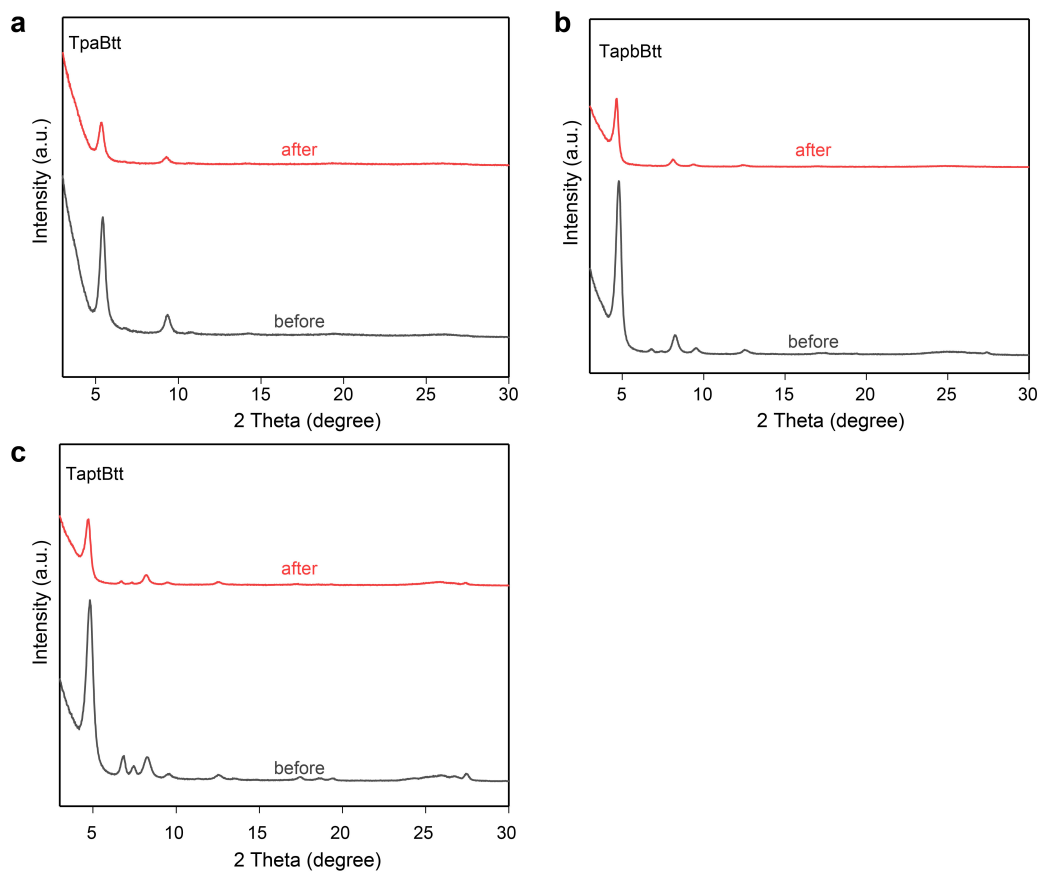 a
TpaBtt
after
before
Intensity (a.u.)
5 10 15 20 25 30
2 Theta (degree)
b
TapbBtt
after
before
Intensity (a.u.)
5 10 15 20 25 30
2 Theta (degree)
c
TaptBtt
after
before
Intensity (a.u.)
5 10 15 20 25 30
2 Theta (degree)